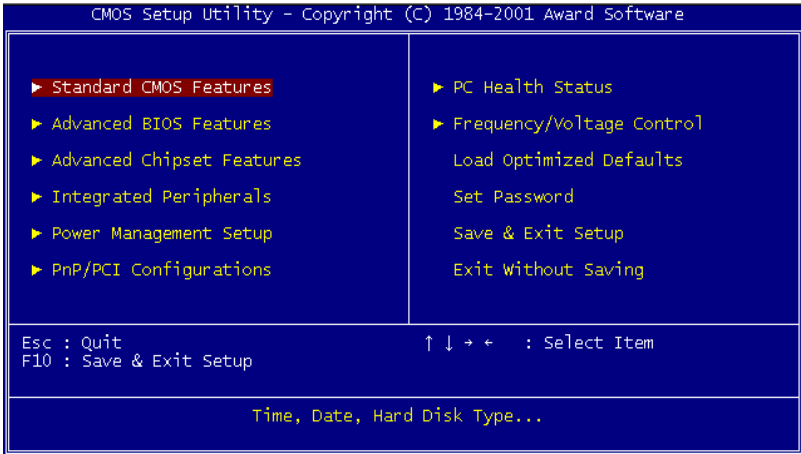 CMOS Setup Utility - Copyright (C) 1984-2001 Award Software
► Standard CMOS Features
► Advanced BIOS Features
► Advanced Chipset Features
► Integrated Peripherals
► Power Management Setup
► PnP/PCI Configurations
► PC Health Status
► Frequency/Voltage Control
Load Optimized Defaults
Set Password
Save & Exit Setup
Exit Without Saving
Esc : Quit
F10 : Save & Exit Setup
↑ ↓ → ← : Select Item
Time, Date, Hard Disk Type...